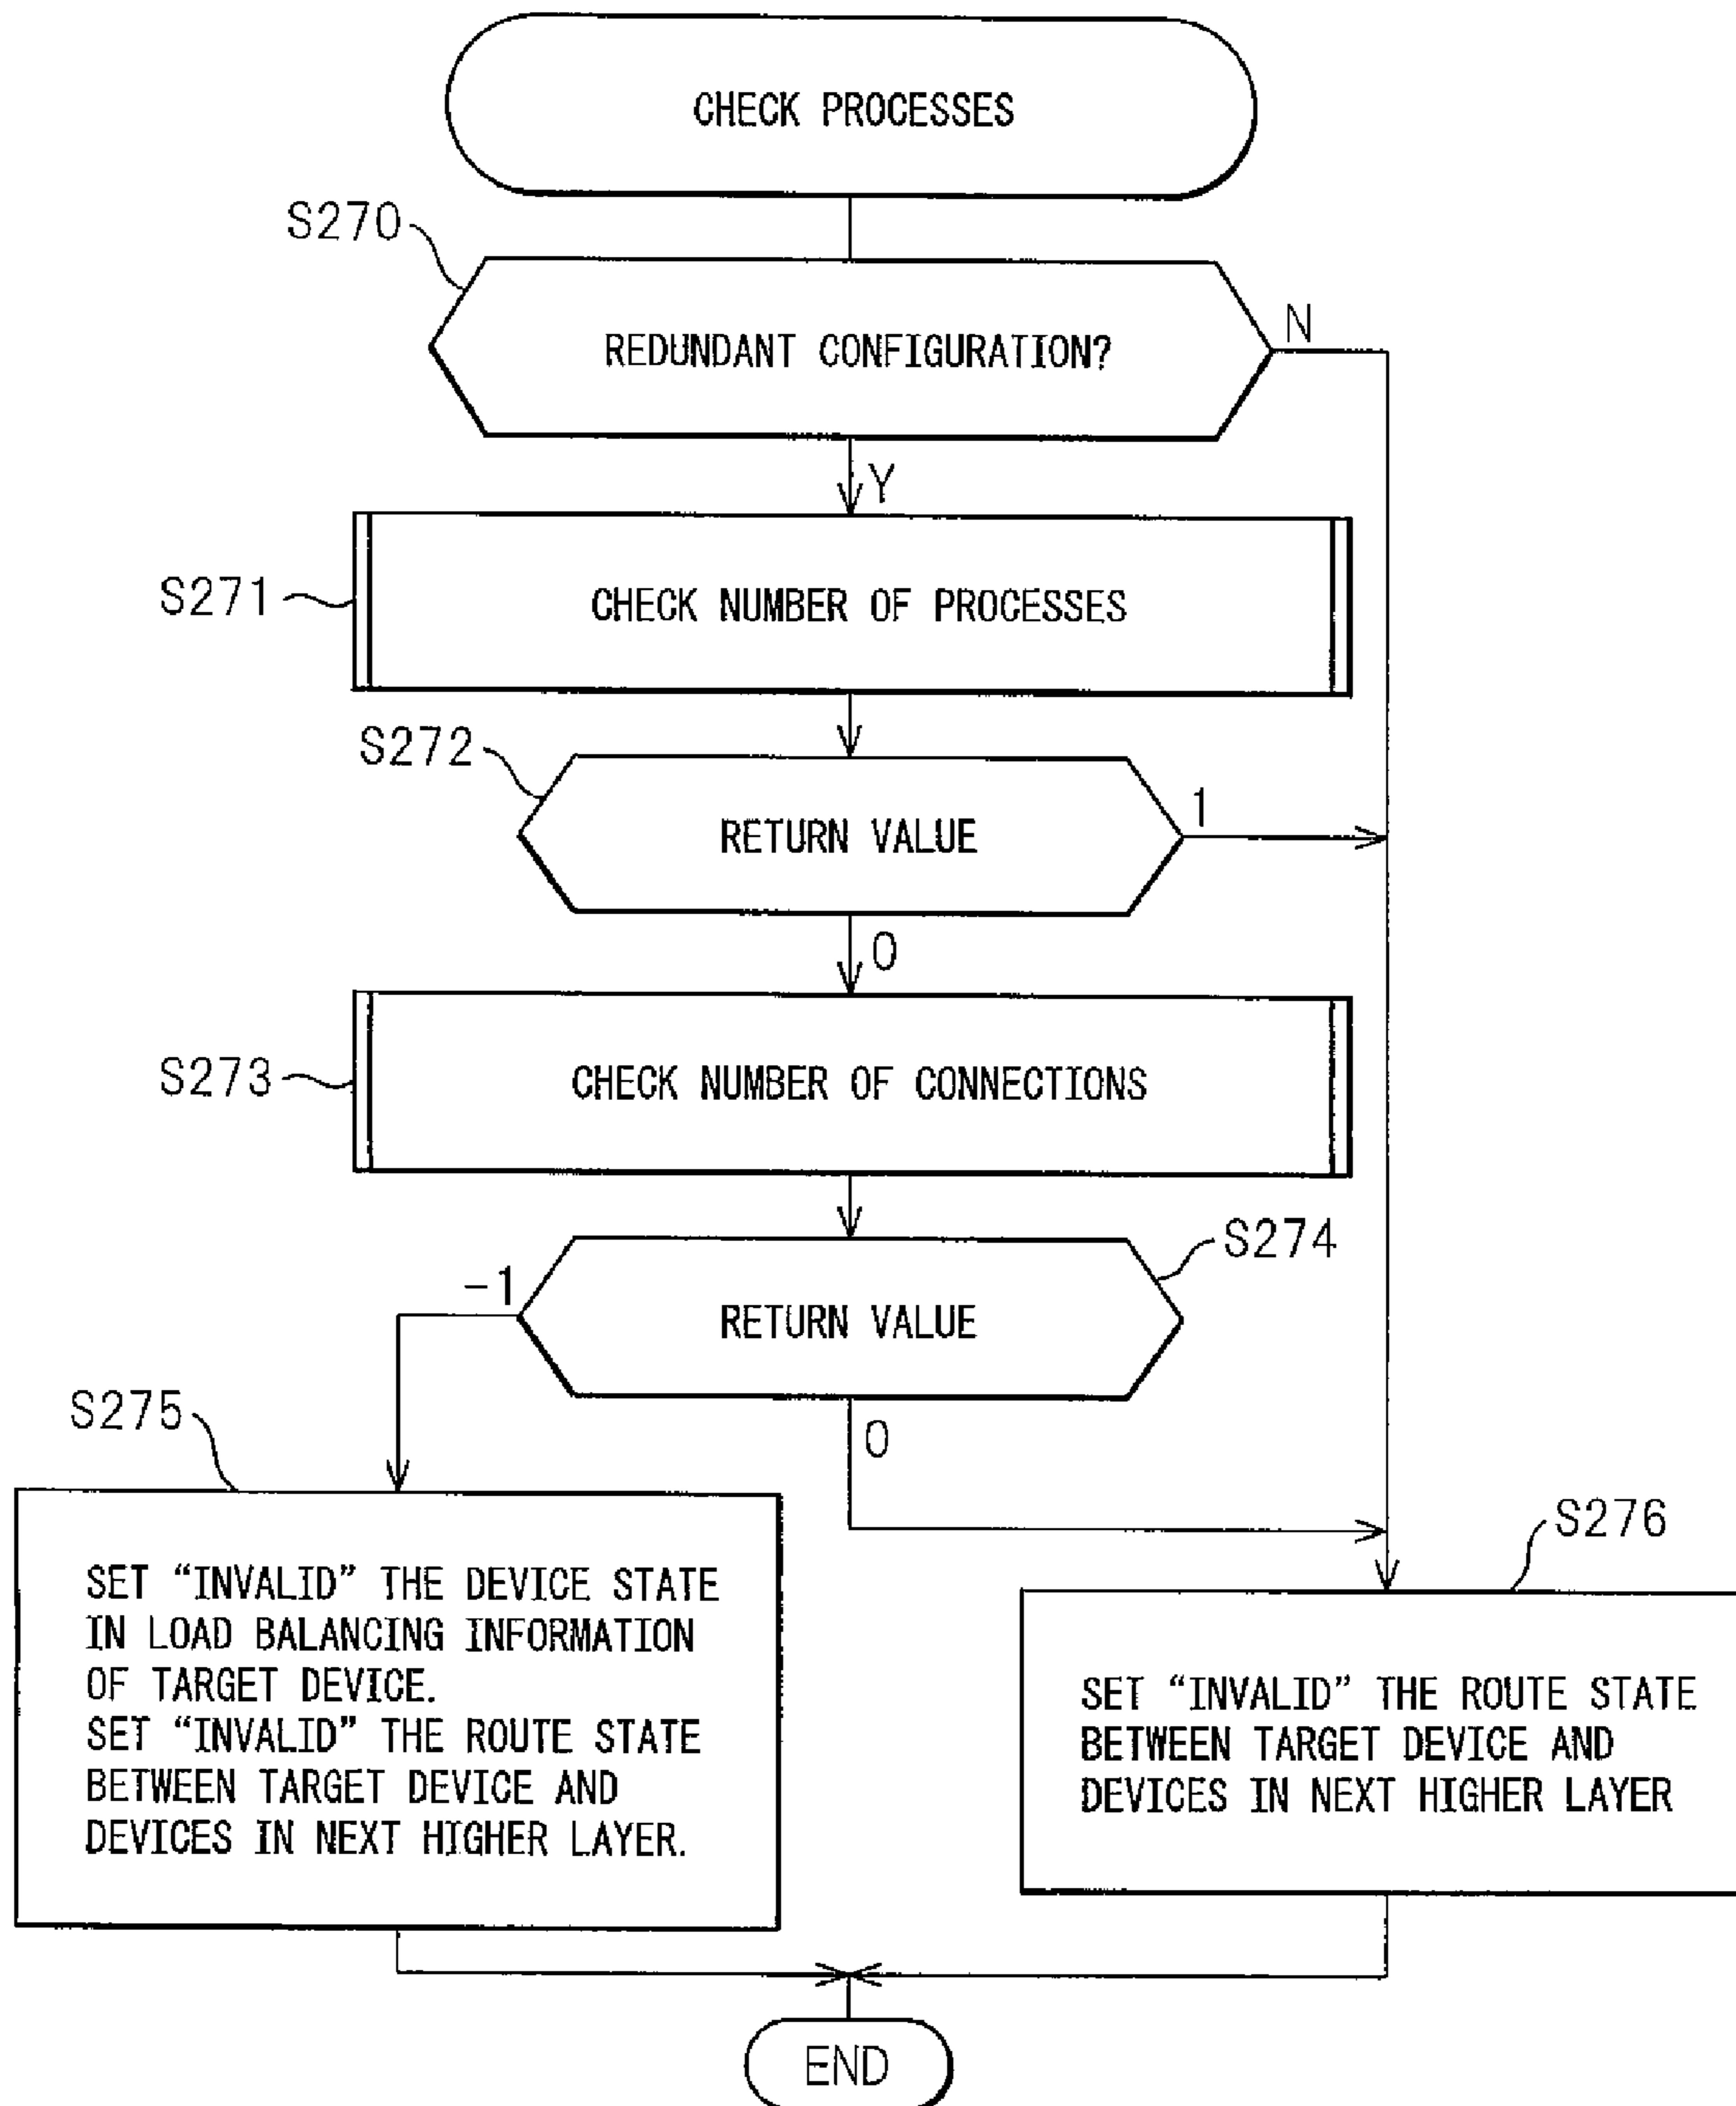 CHECK PROCESSES
S270
REDUNDANT CONFIGURATION?
N
Y
S271
CHECK NUMBER OF PROCESSES
S272
RETURN VALUE
1
0
S273
CHECK NUMBER OF CONNECTIONS
S274
-1
RETURN VALUE
0
S275
SET “INVALID” THE DEVICE STATE
IN LOAD BALANCING INFORMATION
OF TARGET DEVICE.
SET “INVALID” THE ROUTE STATE
BETWEEN TARGET DEVICE AND
DEVICES IN NEXT HIGHER LAYER.
S276
SET “INVALID” THE ROUTE STATE
BETWEEN TARGET DEVICE AND
DEVICES IN NEXT HIGHER LAYER
END